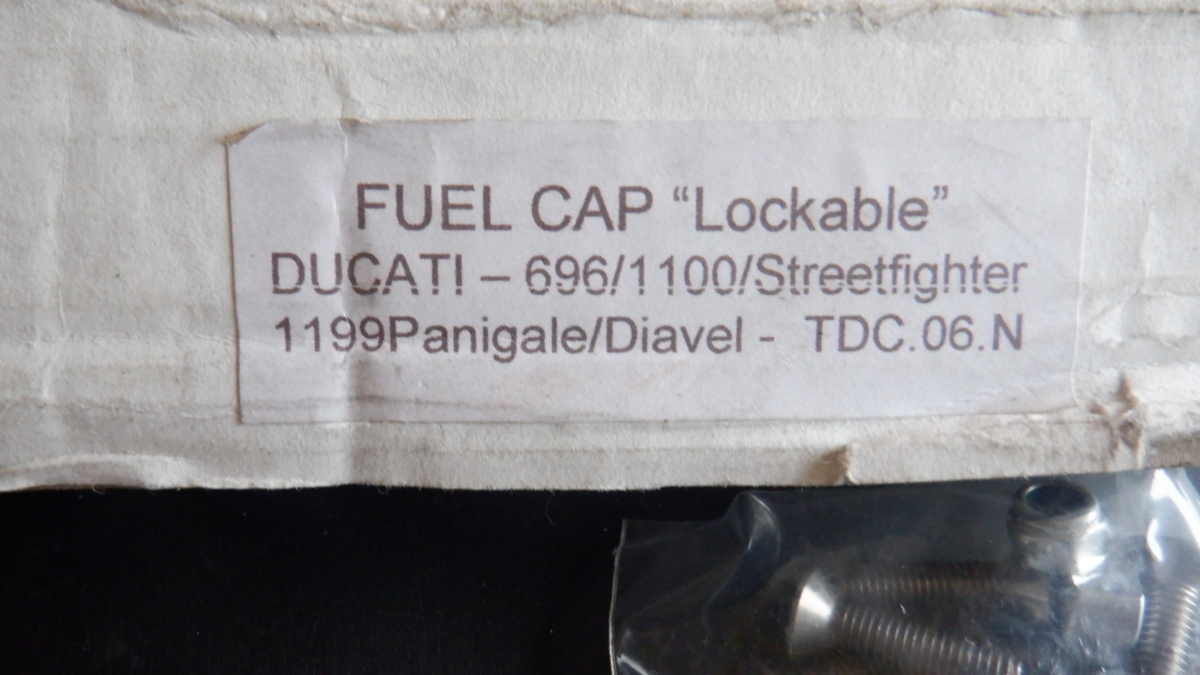 FUEL CAP “Lockable”
DUCATI – 696/1100/Streetfighter
1199Panigale/Diavel - TDC.06.N